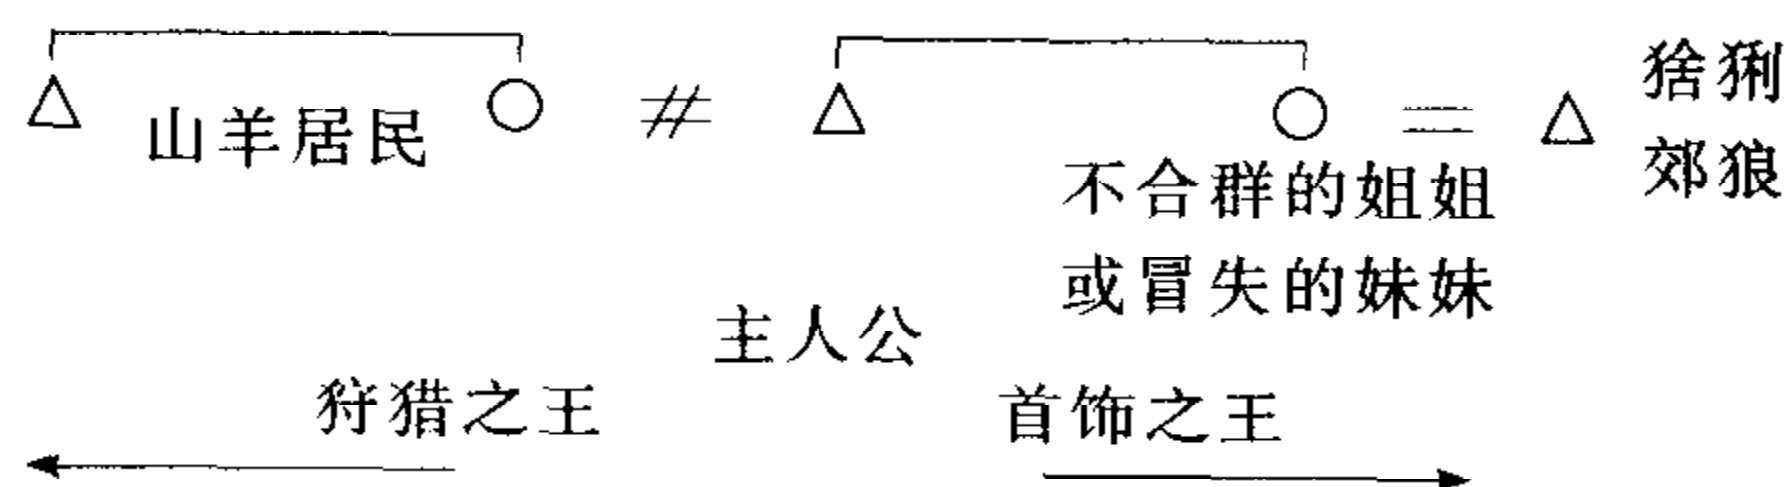 山羊居民
猞猁
郊狼
不合群的姐姐
或冒失的妹妹
主人公
狩猎之王
首饰之王